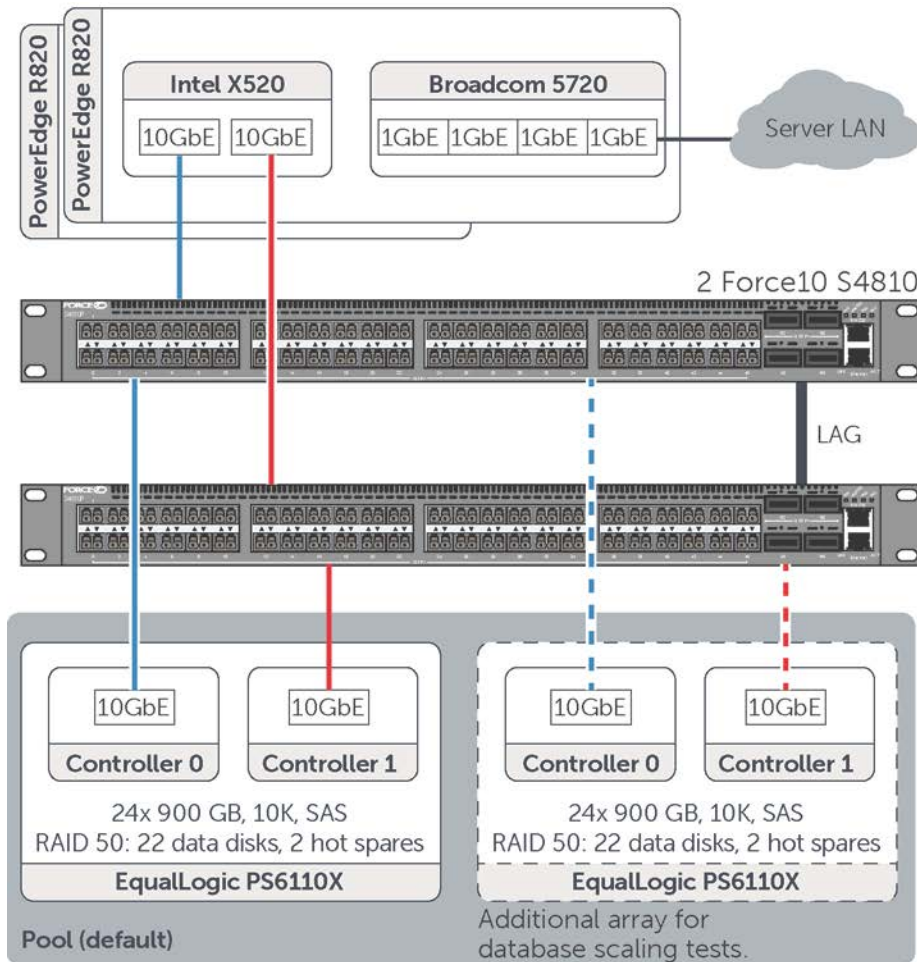 PowerEdge R820
PowerEdge R820
Intel X520
10GbE 10GbE
Broadcom 5720
1GbE 1GbE 1GbE 1GbE
Server LAN
2 Force10 S4810
LAG
10GbE
Controller 0
10GbE
Controller 1
24x 900 GB, 10K, SAS
RAID 50: 22 data disks, 2 hot spares
EqualLogic PS6110X
10GbE
Controller 0
10GbE
Controller 1
24x 900 GB, 10K, SAS
RAID 50: 22 data disks, 2 hot spares
EqualLogic PS6110X
Pool (default)
Additional array for
database scaling tests.